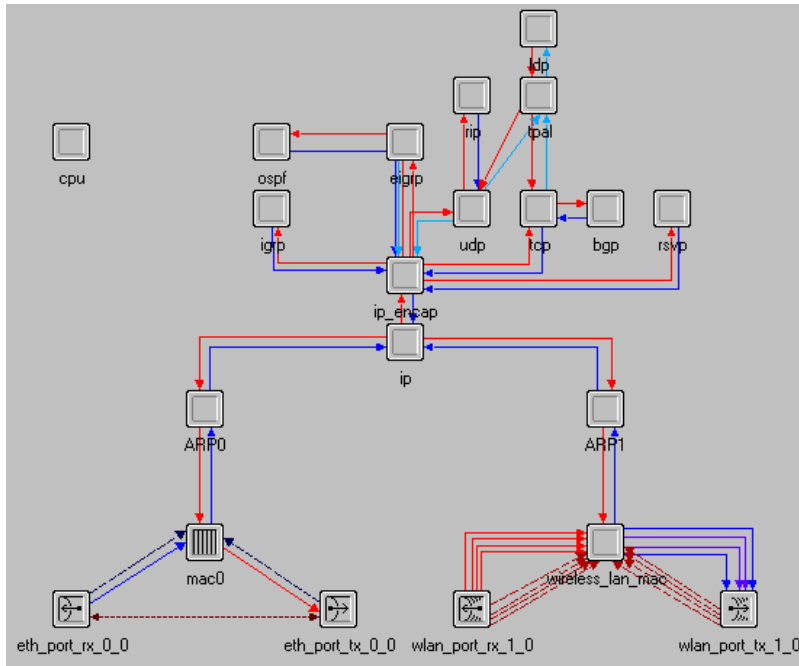 ldp
rip
tpal
cpu
ospf
eigrp
igrp
udp
tcp
bgp
rsvp
ip_encap
ip
ARP0
ARP1
mac0
wireless_lan_mac
eth_port_rx_0_0
eth_port_tx_0_0
wlan_port_rx_1_0
wlan_port_tx_1_0